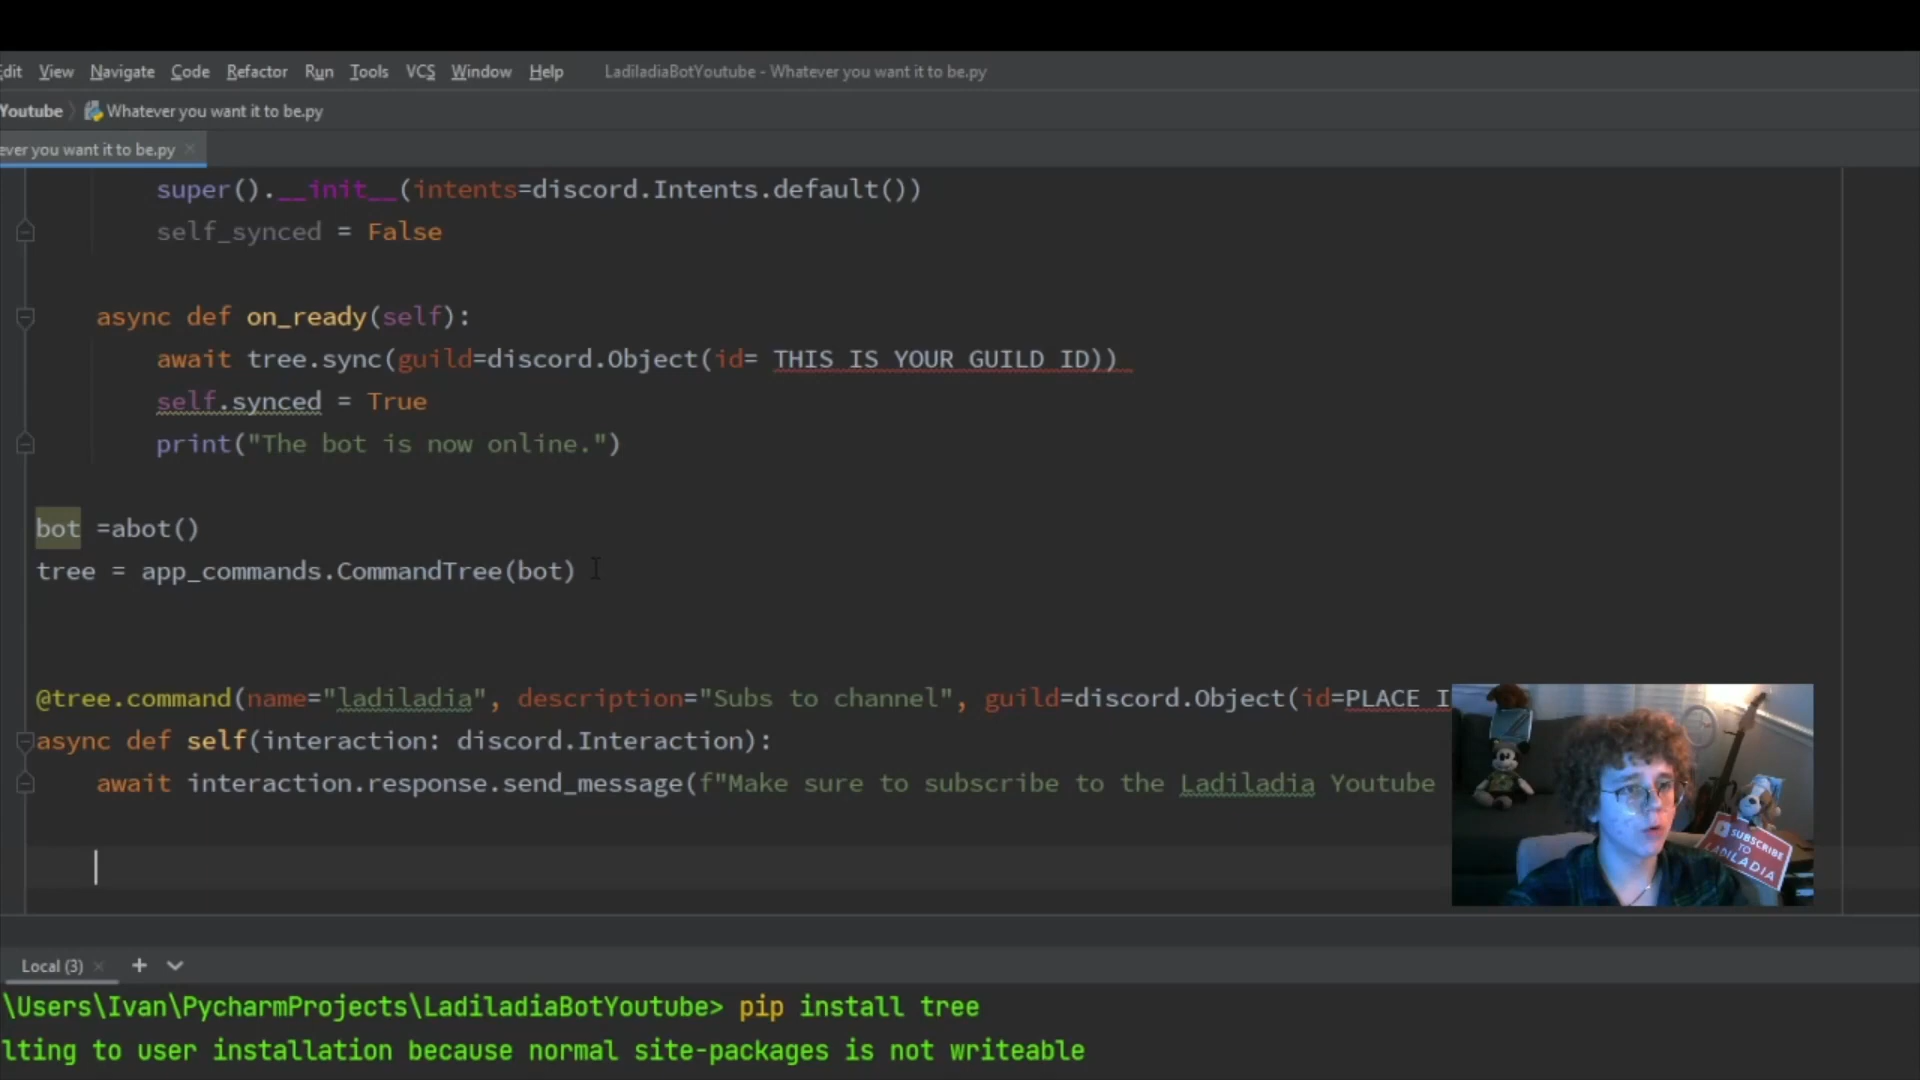 Edit View Navigate Code Refactor Run Tools VCS Window Help LadiladiaBotYoutube - Whatever you want it to be.py
Youtube Whatever you want it to be.py
ever you want it to be.py
super().__init__(intents=discord.Intents.default())
self_synced = False
async def on_ready(self):
await tree.sync(guild=discord.Object(id= THIS IS YOUR GUILD ID))
self.synced = True
print("The bot is now online.")
bot =abot()
tree = app_commands.CommandTree(bot)
@tree.command(name="ladiladia", description="Subs to channel", guild=discord.Object(id=PLACE I
async def self(interaction: discord.Interaction):
await interaction.response.send_message(f"Make sure to subscribe to the Ladiladia Youtube
SUBSCRIBE
TO
LADILADIA
Local (3)
\Users\Ivan\PycharmProjects\LadiladiaBotYoutube> pip install tree
lting to user installation because normal site-packages is not writeable